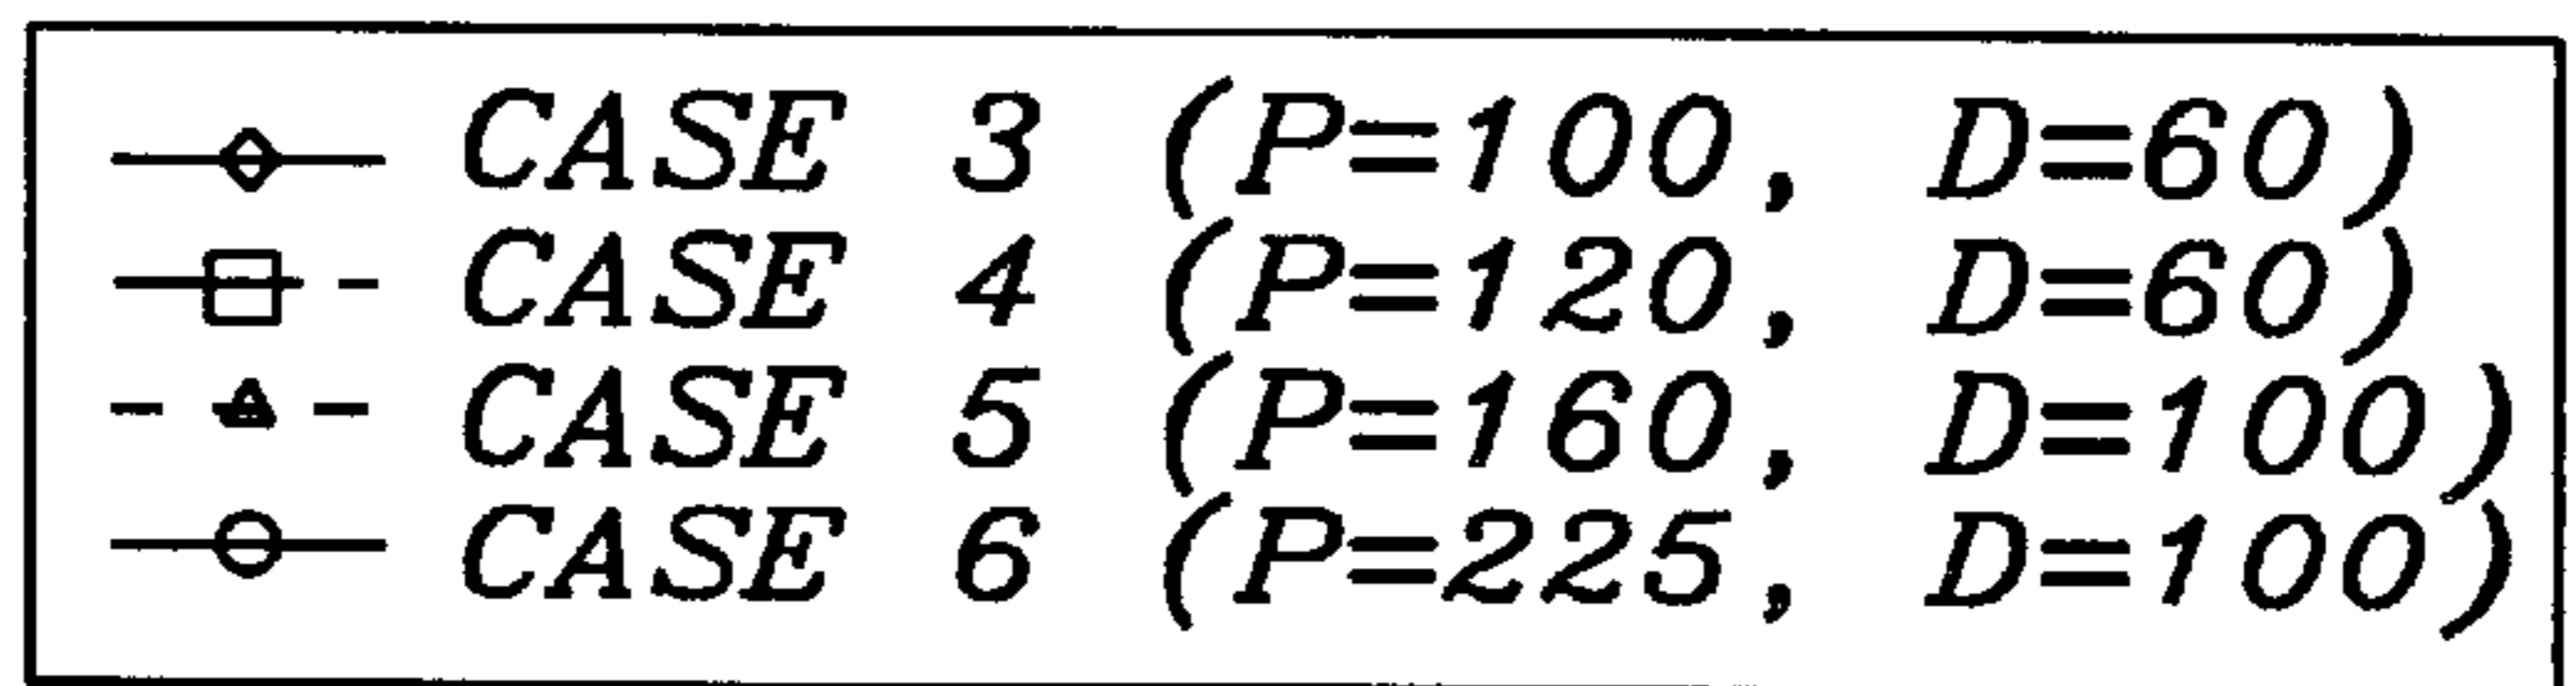 CASE 3 (P=100, D=60)
CASE 4 (P=120, D=60)
CASE 5 (P=160, D=100)
CASE 6 (P=225, D=100)